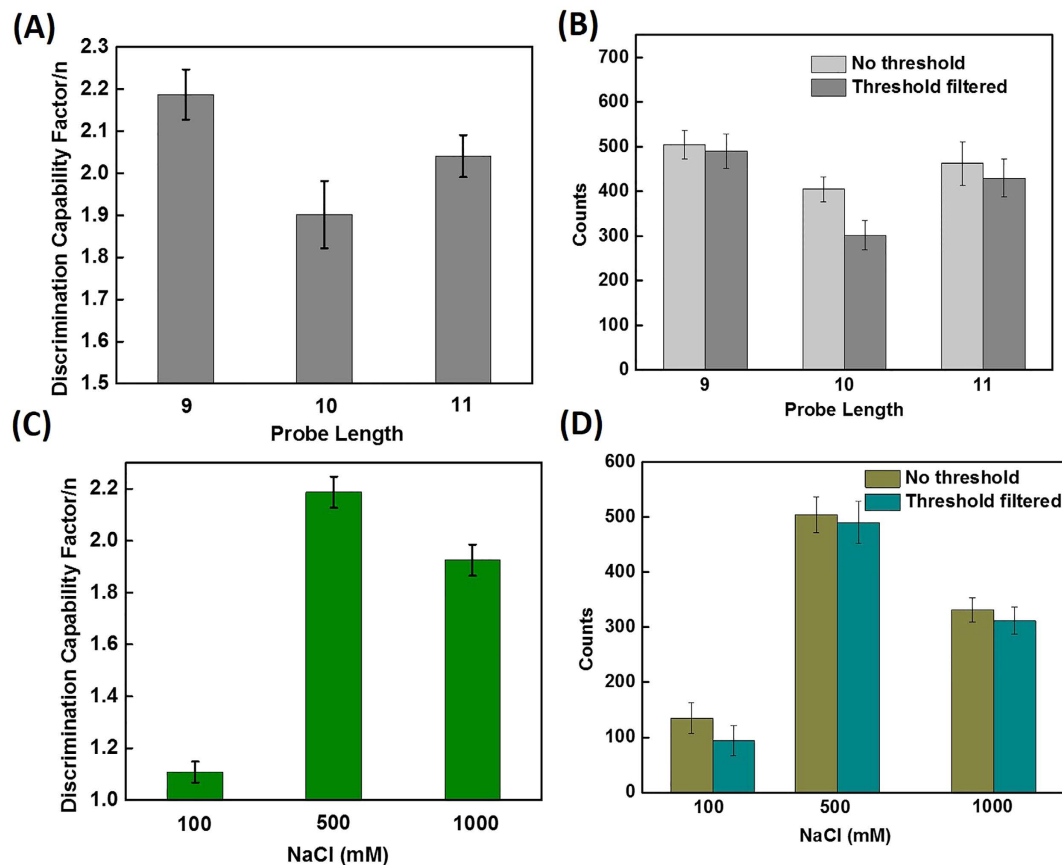 (A)
Discrimination Capability Factor/n
2.3
2.2
2.1
2.0
1.9
1.8
1.7
1.6
1.5
9
10
11
Probe Length
(B)
Counts
700
600
500
400
300
200
100
0
No threshold
Threshold filtered
9
10
11
Probe Length
(C)
Discrimination Capability Factor/n
2.2
2.0
1.8
1.6
1.4
1.2
1.0
100
500
1000
NaCl (mM)
(D)
Counts
600
500
400
300
200
100
0
No threshold
Threshold filtered
100
500
1000
NaCl (mM)